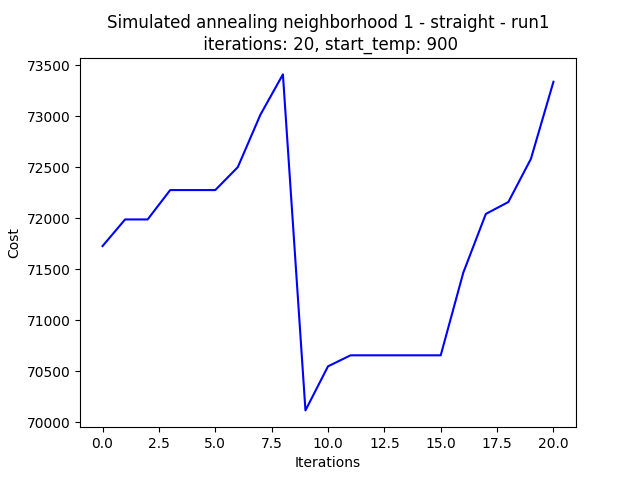 Simulated annealing neighborhood 1 - straight - run1
iterations: 20, start_temp: 900
73500
73000
72500
72000
71500
71000
70500
70000
Cost
0.0 2.5 5.0 7.5 10.0 12.5 15.0 17.5 20.0
Iterations